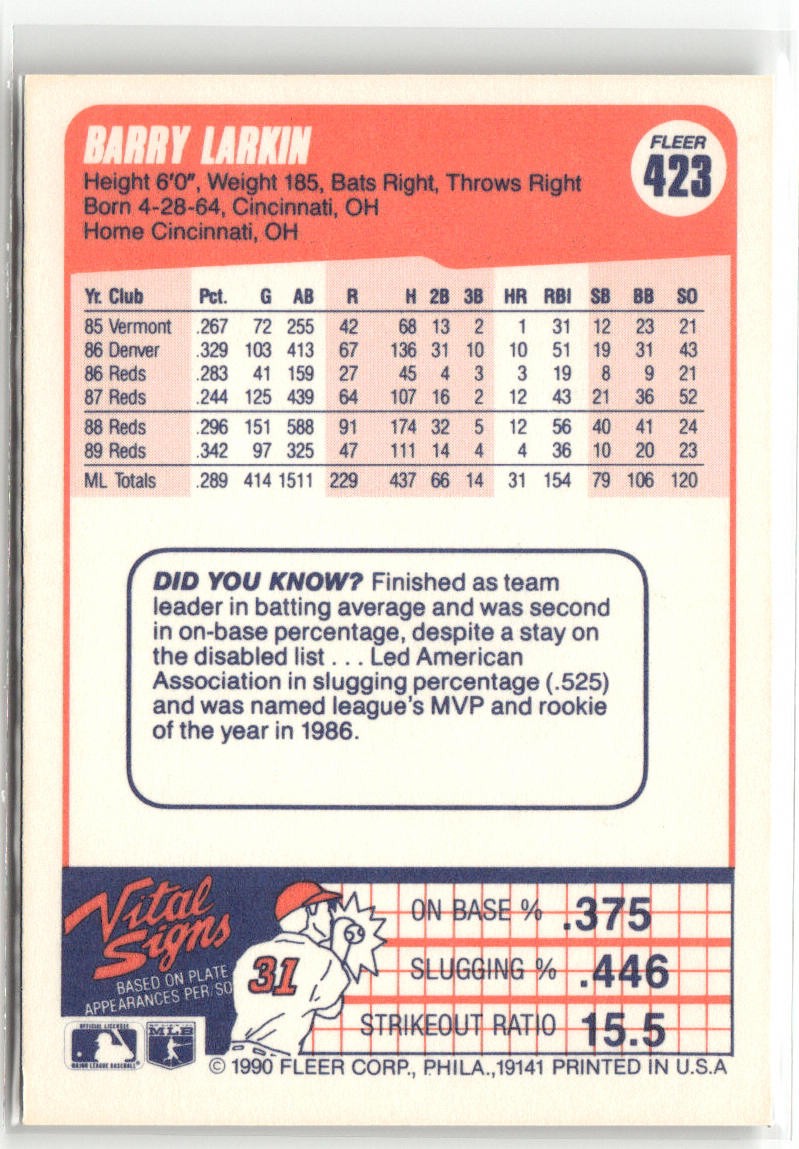 BARRY LARKIN
FLEER
423
Height 6'0", Weight 185, Bats Right, Throws Right
Born 4-28-64, Cincinnati, OH
Home Cincinnati, OH
Yr. Club Pct. G AB R H 2B 3B HR RBI SB BB SO
85 Vermont .267 72 255 42 68 13 2 1 31 12 23 21
86 Denver .329 103 413 67 136 31 10 10 51 19 31 43
86 Reds .283 41 159 27 45 4 3 3 19 8 9 21
87 Reds .244 125 439 64 107 16 2 12 43 21 36 52
88 Reds .296 151 588 91 174 32 5 12 56 40 41 24
89 Reds .342 97 325 47 111 14 4 4 36 10 20 23
ML Totals .289 414 1511 229 437 66 14 31 154 79 106 120
DID YOU KNOW? Finished as team
leader in batting average and was second
in on-base percentage, despite a stay on
the disabled list . . . Led American
Association in slugging percentage (.525)
and was named league's MVP and rookie
of the year in 1986.
Vital
Signs
BASED ON PLATE
APPEARANCES PER/SO
31
ON BASE % .375
SLUGGING % .446
STRIKEOUT RATIO 15.5
OFFICIAL LICENSEE
MAJOR LEAGUE BASEBALL
MLB
© 1990 FLEER CORP., PHILA.,19141 PRINTED IN U.S.A